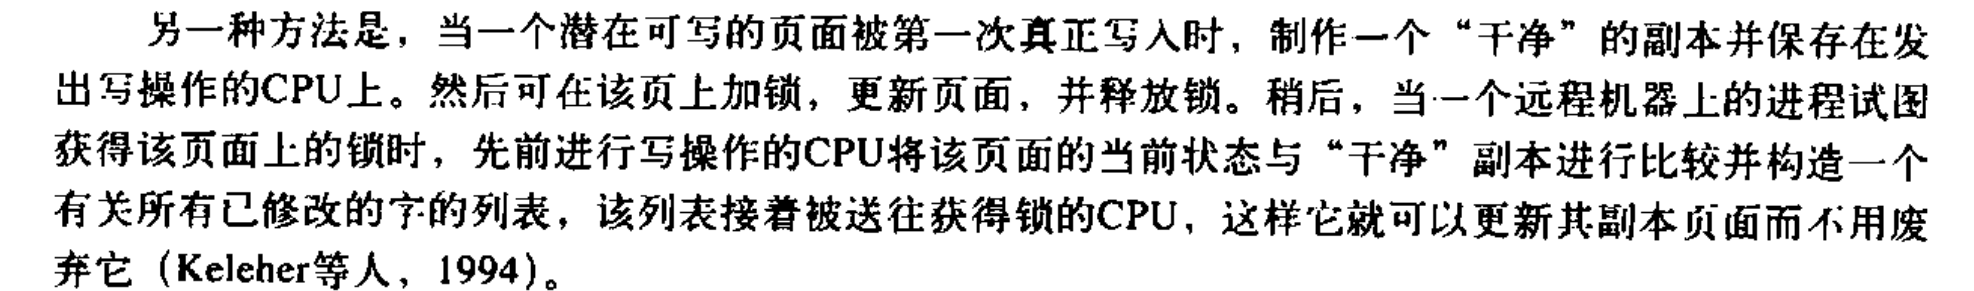 另一种方法是，当一个潜在可写的页面被第一次真正写入时，制作一个“干净”的副本并保存在发
出写操作的CPU上。然后可在该页上加锁，更新页面，并释放锁。稍后，当一个远程机器上的进程试图
获得该页面上的锁时，先前进行写操作的CPU将该页面的当前状态与“干净”副本进行比较并构造一个
有关所有已修改的字的列表，该列表接着被送往获得锁的CPU，这样它就可以更新其副本页面而不用废
弃它（Keleher等人，1994）。